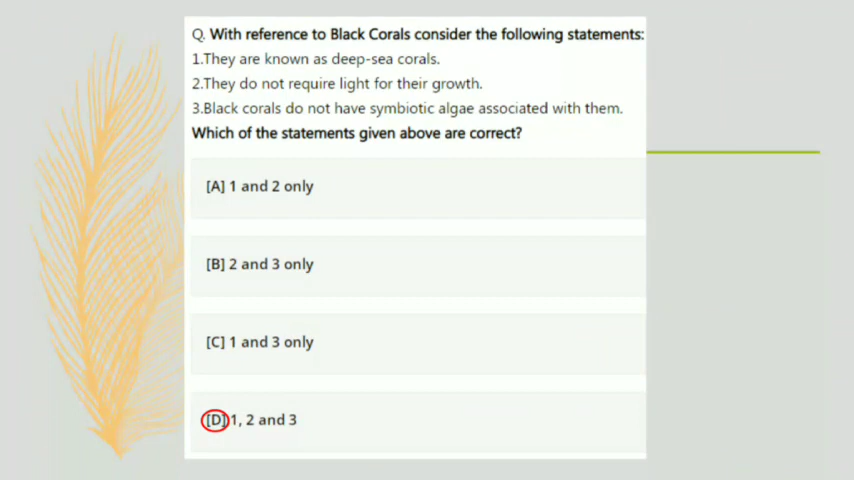 Q. With reference to Black Corals consider the following statements:
1.They are known as deep-sea corals.
2.They do not require light for their growth.
3.Black corals do not have symbiotic algae associated with them.
Which of the statements given above are correct?
[A] 1 and 2 only
[B] 2 and 3 only
[C] 1 and 3 only
[D] 1, 2 and 3